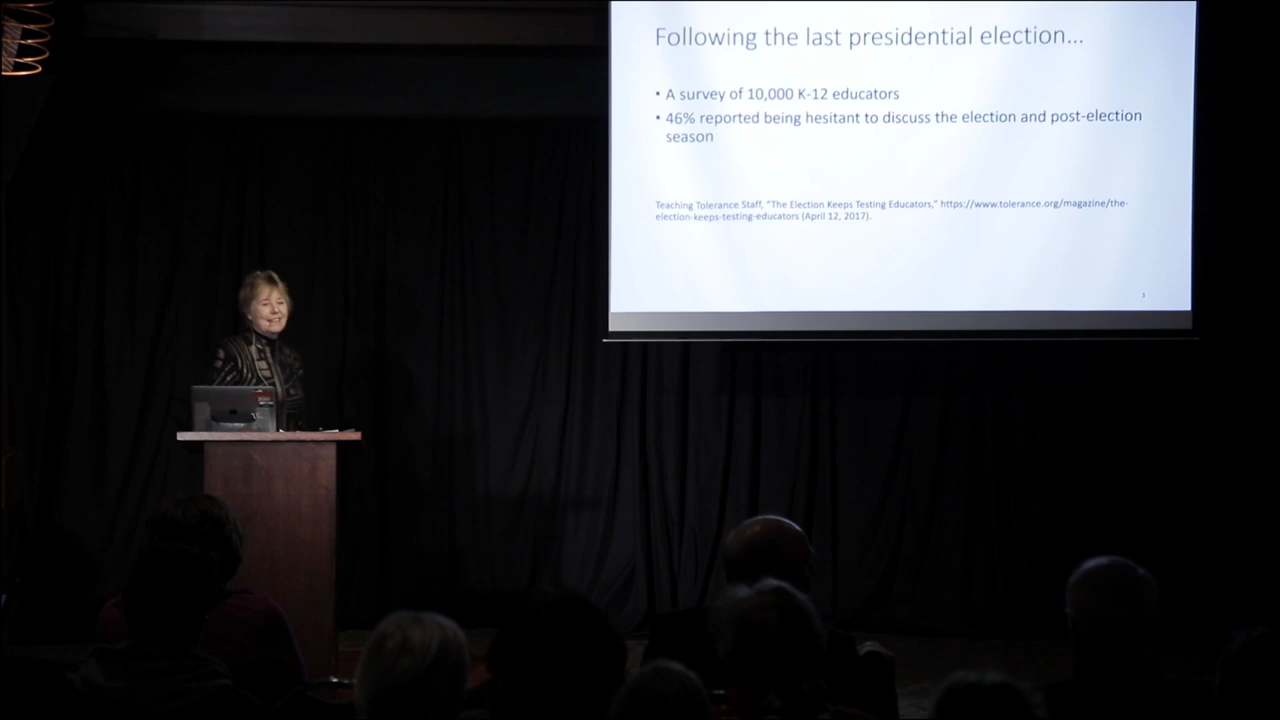 Following the last presidential election...
• A survey of 10,000 K-12 educators
• 46% reported being hesitant to discuss the election and post-election
season
Teaching Tolerance Staff, "The Election Keeps Testing Educators," https://www.tolerance.org/magazine/the-
election-keeps-testing-educators (April 12, 2017).
3